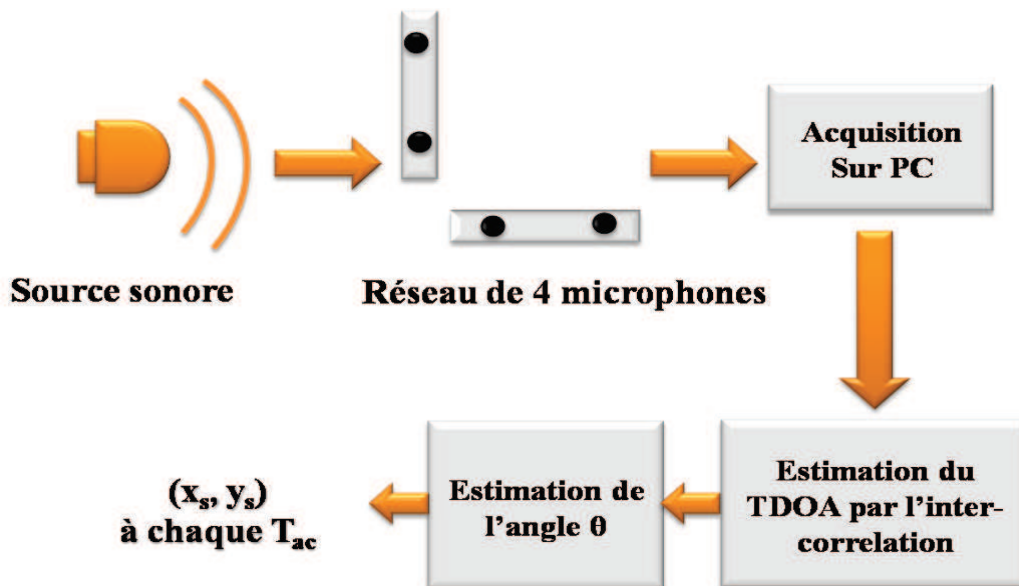 Acquisition
Sur PC
Source sonore
Réseau de 4 microphones
Estimation du
TDOA par l'inter-
correlation
Estimation de
l'angle θ
(xₛ, yₛ)
à chaque Tac